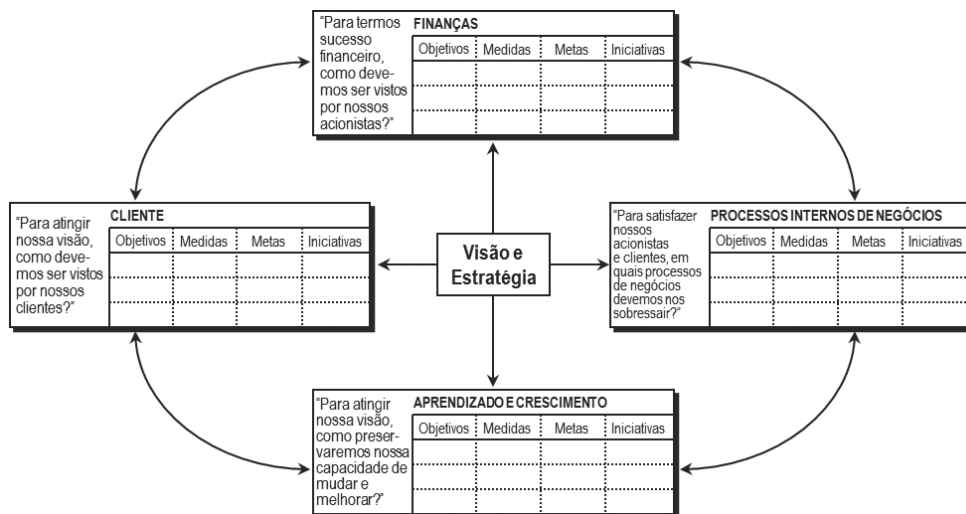 "Para termos
sucesso
financeiro,
como deve-
mos ser vistos
por nossos
acionistas?"
FINANÇAS
Objetivos Medidas Metas Iniciativas
"Para atingir
nossa visão,
como deve-
mos ser vistos
por nossos
clientes?"
CLIENTE
Objetivos Medidas Metas Iniciativas
Visão e
Estratégia
"Para satisfazer
nossos
acionistas
e clientes, em
quais processos
de negócios
devemos nos
sobressair?"
PROCESSOS INTERNOS DE NEGÓCIOS
Objetivos Medidas Metas Iniciativas
"Para atingir
nossa visão,
como preser-
varemos nossa
capacidade de
mudar e
melhorar?"
APRENDIZADO E CRESCIMENTO
Objetivos Medidas Metas Iniciativas